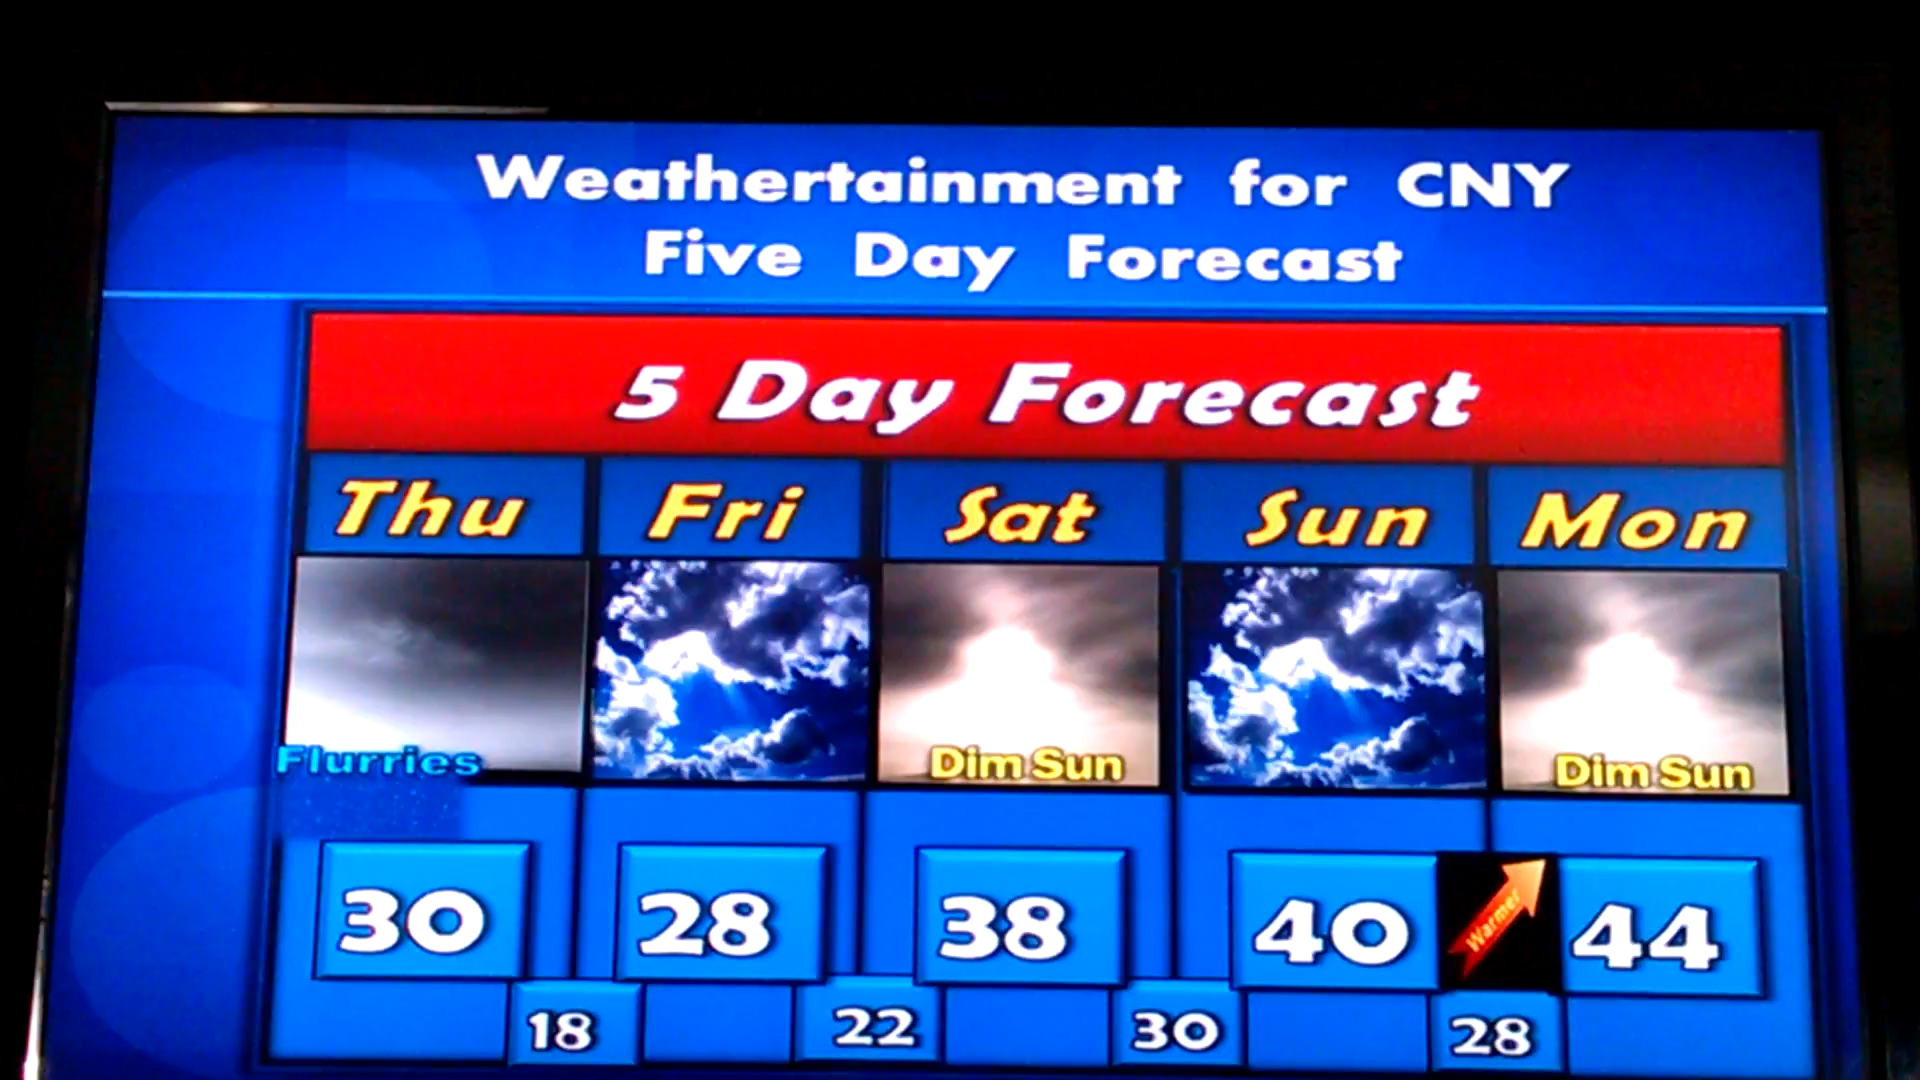 Weathertainment for CNY
Five Day Forecast
5 Day Forecast
Thu Fri Sat Sun Mon
Flurries Dim Sun Dim Sun
30 28 38 40 Warmer 44
18 22 30 28